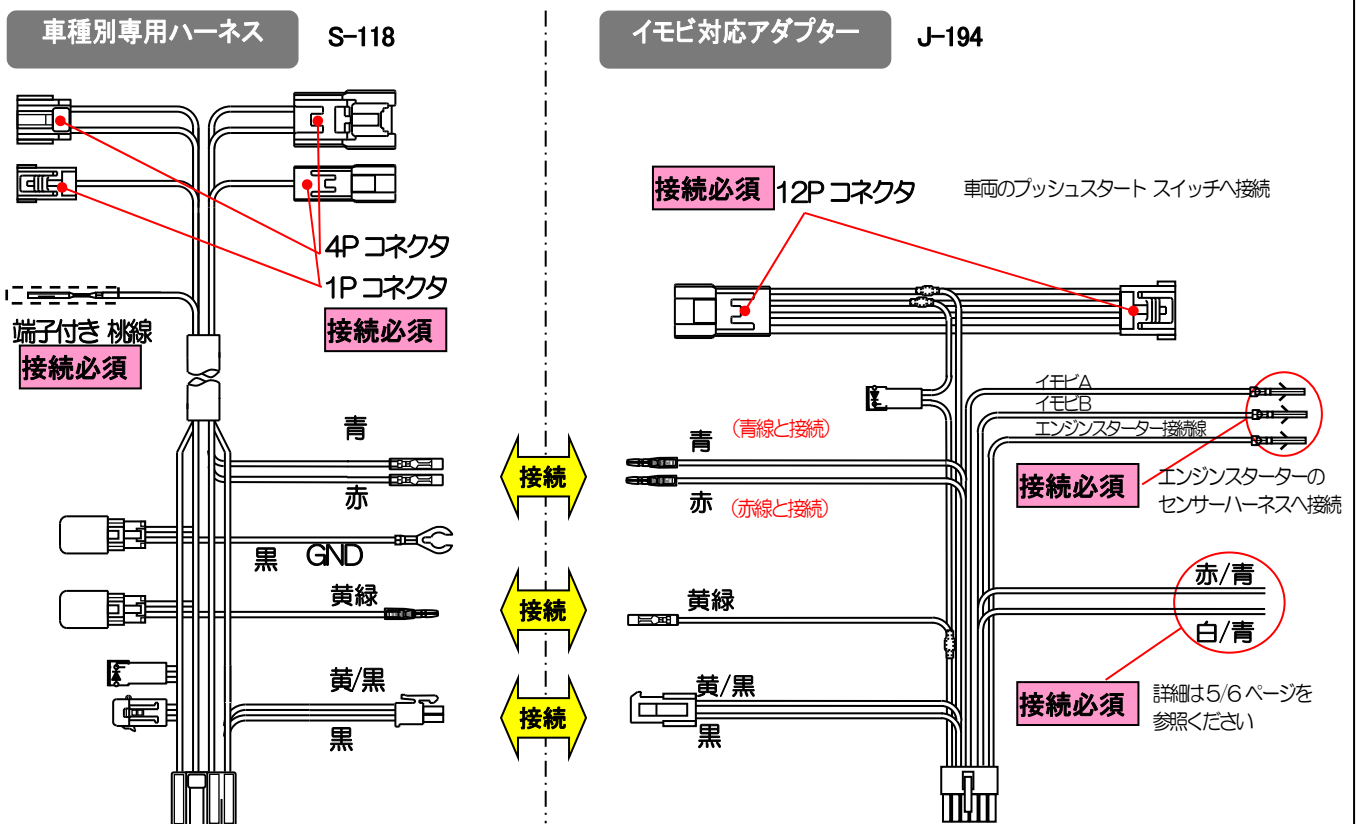 車種別専用ハーネス
S-118
4P コネクタ
1P コネクタ
接続必須
端子付き 桃線
接続必須
青
赤
黒 GND
黄緑
黄/黒
黒
接続
接続
接続
イモビ対応アダプター
J-194
接続必須 12P コネクタ 車両のプッシュスタート スイッチへ接続
イモビA
イモビB
エンジンスターター接続線
青 (青線と接続)
赤 (赤線と接続)
接続必須
エンジンスターターの
センサーハーネスへ接続
黄緑
赤/青
白/青
黄/黒
黒
接続必須
詳細は5/6 ページを
参照ください